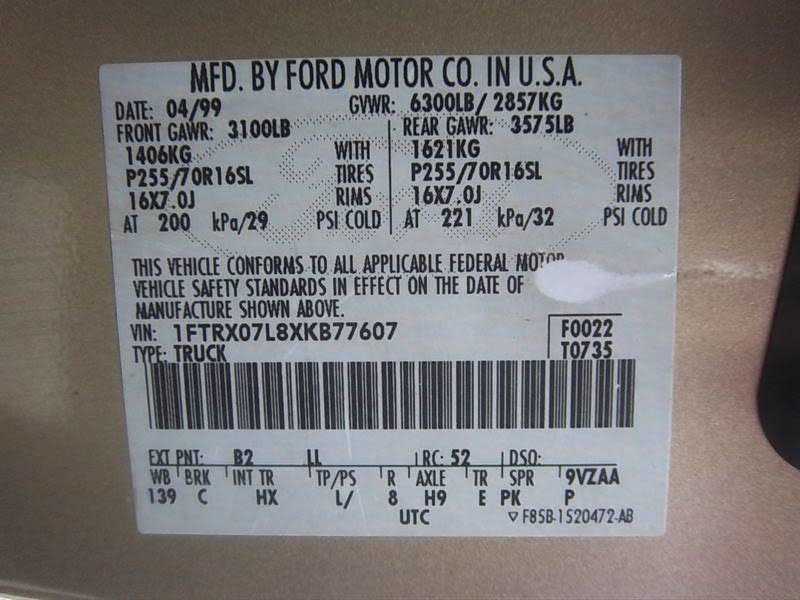 MFD. BY FORD MOTOR CO. IN U.S.A.
DATE: 04/99 GVWR: 6300LB/ 2857KG
FRONT GAWR: 3100LB REAR GAWR: 3575LB
1406KG WITH 1621KG WITH
P255/70R16SL TIRES P255/70R16SL TIRES
16X7.0J RIMS 16X7.0J RIMS
AT 200 kPa/29 PSI COLD AT 221 kPa/32 PSI COLD
THIS VEHICLE CONFORMS TO ALL APPLICABLE FEDERAL MOTOR
VEHICLE SAFETY STANDARDS IN EFFECT ON THE DATE OF
MANUFACTURE SHOWN ABOVE.
VIN: 1FTRX07L8XKB77607 F0022
TYPE: TRUCK T0735
EXT PNT: B2 LL RC: 52 DSO:
WB BRK INT TR TP/PS R AXLE TR SPR 9VZAA
139 C HX L/ 8 H9 E PK P
UTC ▽ F85B-1520472-AB